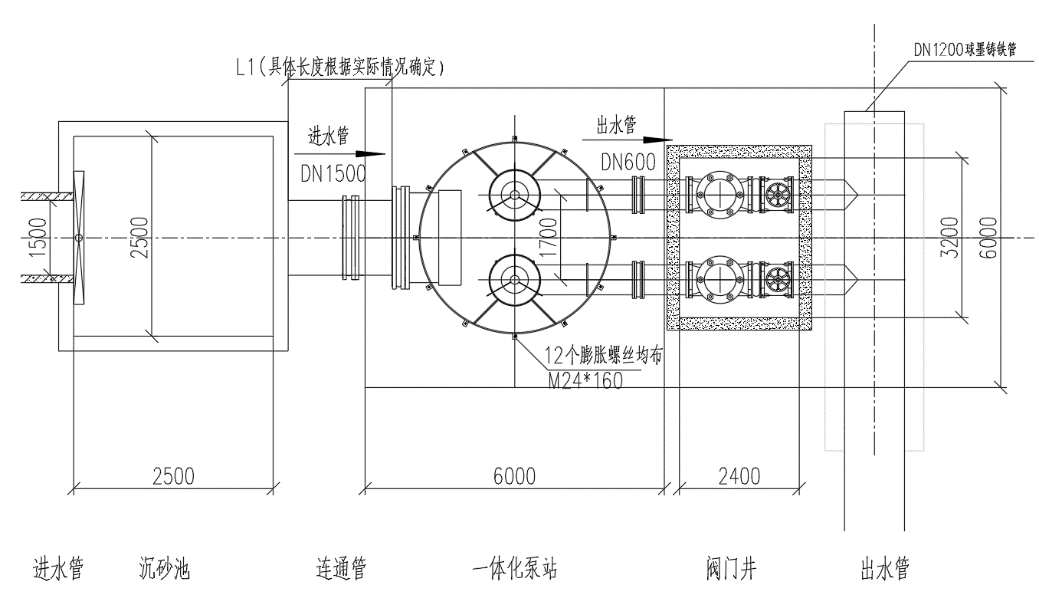 DN1200球墨铸铁管
L1(具体长度根据实际情况确定)
进水管
DN1500
出水管
DN600
1500
2500
1700
3200
6000
12个膨胀螺丝均布
M24*160
2500
6000
2400
进水管
沉砂池
连通管
一体化泵站
阀门井
出水管